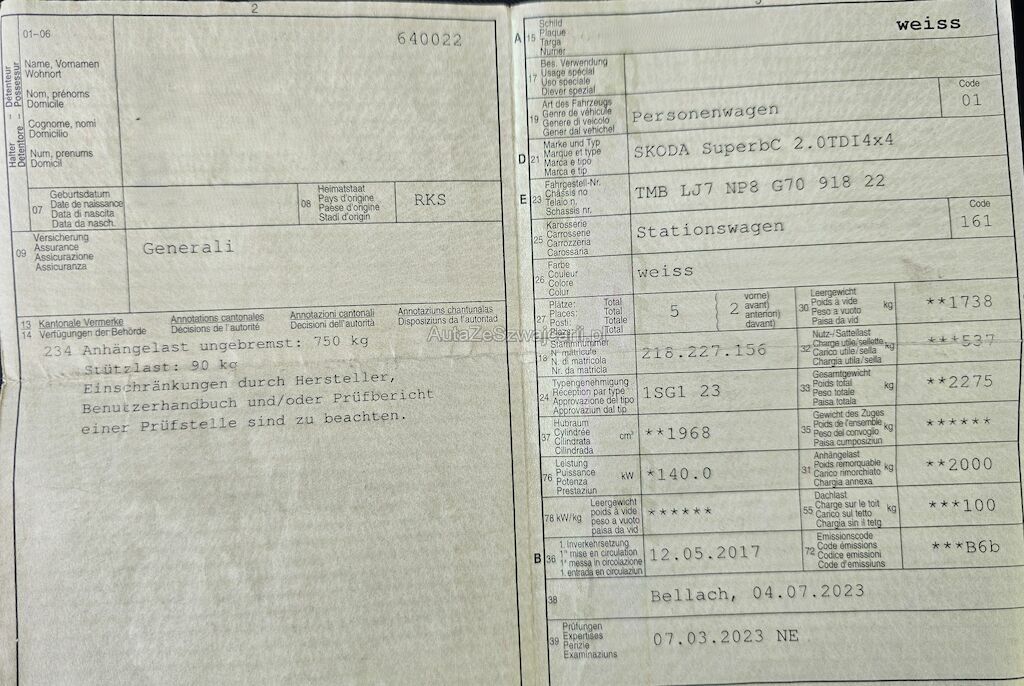 2
01-06
640022
Halter – Détenteur
Detentore – Possessur
Name, Vornamen
Wohnort
Nom, prénoms
Domicile
Cognome, nomi
Domicilio
Num, prenums
Domicil
07
Geburtsdatum
Date de naissance
Data di nascita
Data da nasch.
08
Heimatstaat
Pays d'origine
Paese d'origine
Stadi d'origin
RKS
09
Versicherung
Assurance
Assicurazione
Assicuranza
Generali
13 Kantonale Vermerke
14 Verfügungen der Behörde
Annotations cantonales
Décisions de l'autorité
Annotazioni cantonali
Decisioni dell'autorità
Annotaziuns chantunalas
Disposiziuns da l'autoritad
234 Anhängelast ungebremst: 750 kg
Stützlast: 90 kg
Einschränkungen durch Hersteller,
Benutzerhandbuch und/oder Prüfbericht
einer Prüfstelle sind zu beachten.
A 15
Schild
Plaque
Targa
Numer
weiss
17
Bes. Verwendung
Usage spécial
Uso speciale
Diever spezial
19
Art des Fahrzeugs
Genre de véhicule
Genere di veicolo
Gener dal vehichel
Personenwagen
Code
01
D 21
Marke und Typ
Marque et type
Marca e tipo
Marca e tip
SKODA SuperbC 2.0TDI4x4
E 23
Fahrgestell-Nr.
Châssis no
Telaio n.
Schassis nr.
TMB LJ7 NP8 G70 918 22
25
Karosserie
Carrosserie
Carrozzeria
Carossaria
Stationswagen
Code
161
26
Farbe
Couleur
Colore
Colur
weiss
27
Plätze: Total
Places: Total
Posti: Totale
Total
5
2
vorne)
avant)
anteriori)
davant)
30
Leergewicht
Poids à vide
Peso a vuoto
Paisa da vid
kg
**1738
18
Stammnummer
N° matricule
N. di matricola
Nr. da matricla
218.227.156
32
Nutz-/Sattellast
Charge utile/sellette
Carico utile/sella
Chargia utila/sella
kg
***537
24
Typengenehmigung
Réception par type
Approvazione del tipo
Approvaziun dal tip
1SG1 23
33
Gesamtgewicht
Poids total
Peso totale
Paisa totala
kg
**2275
37
Hubraum
Cylindrée
Cilindrata
Cilindrada
cm³
**1968
35
Gewicht des Zuges
Poids de l'ensemble
Peso del convoglio
Paisa cumposiziun
kg
******
76
Leistung
Puissance
Potenza
Prestaziun
kW
*140.0
31
Anhängelast
Poids remorquable
Carico rimorchiato
Chargia annexa
kg
**2000
78 kW/kg
Leergewicht
poids à vide
peso a vuoto
paisa da vid
******
55
Dachlast
Charge sur le toit
Carico sul tetto
Chargia sin il tetg
kg
***100
B 36
1. Inverkehrsetzung
1re mise en circulation
1a messa in circolazione
1. entrada en circulaziun
12.05.2017
72
Emissionscode
Code émissions
Codice emissioni
Code d'emissiuns
***B6b
38
Bellach, 04.07.2023
39
Prüfungen
Expertises
Perizie
Examinaziuns
07.03.2023 NE
AutaZeSzwajcarii.pl